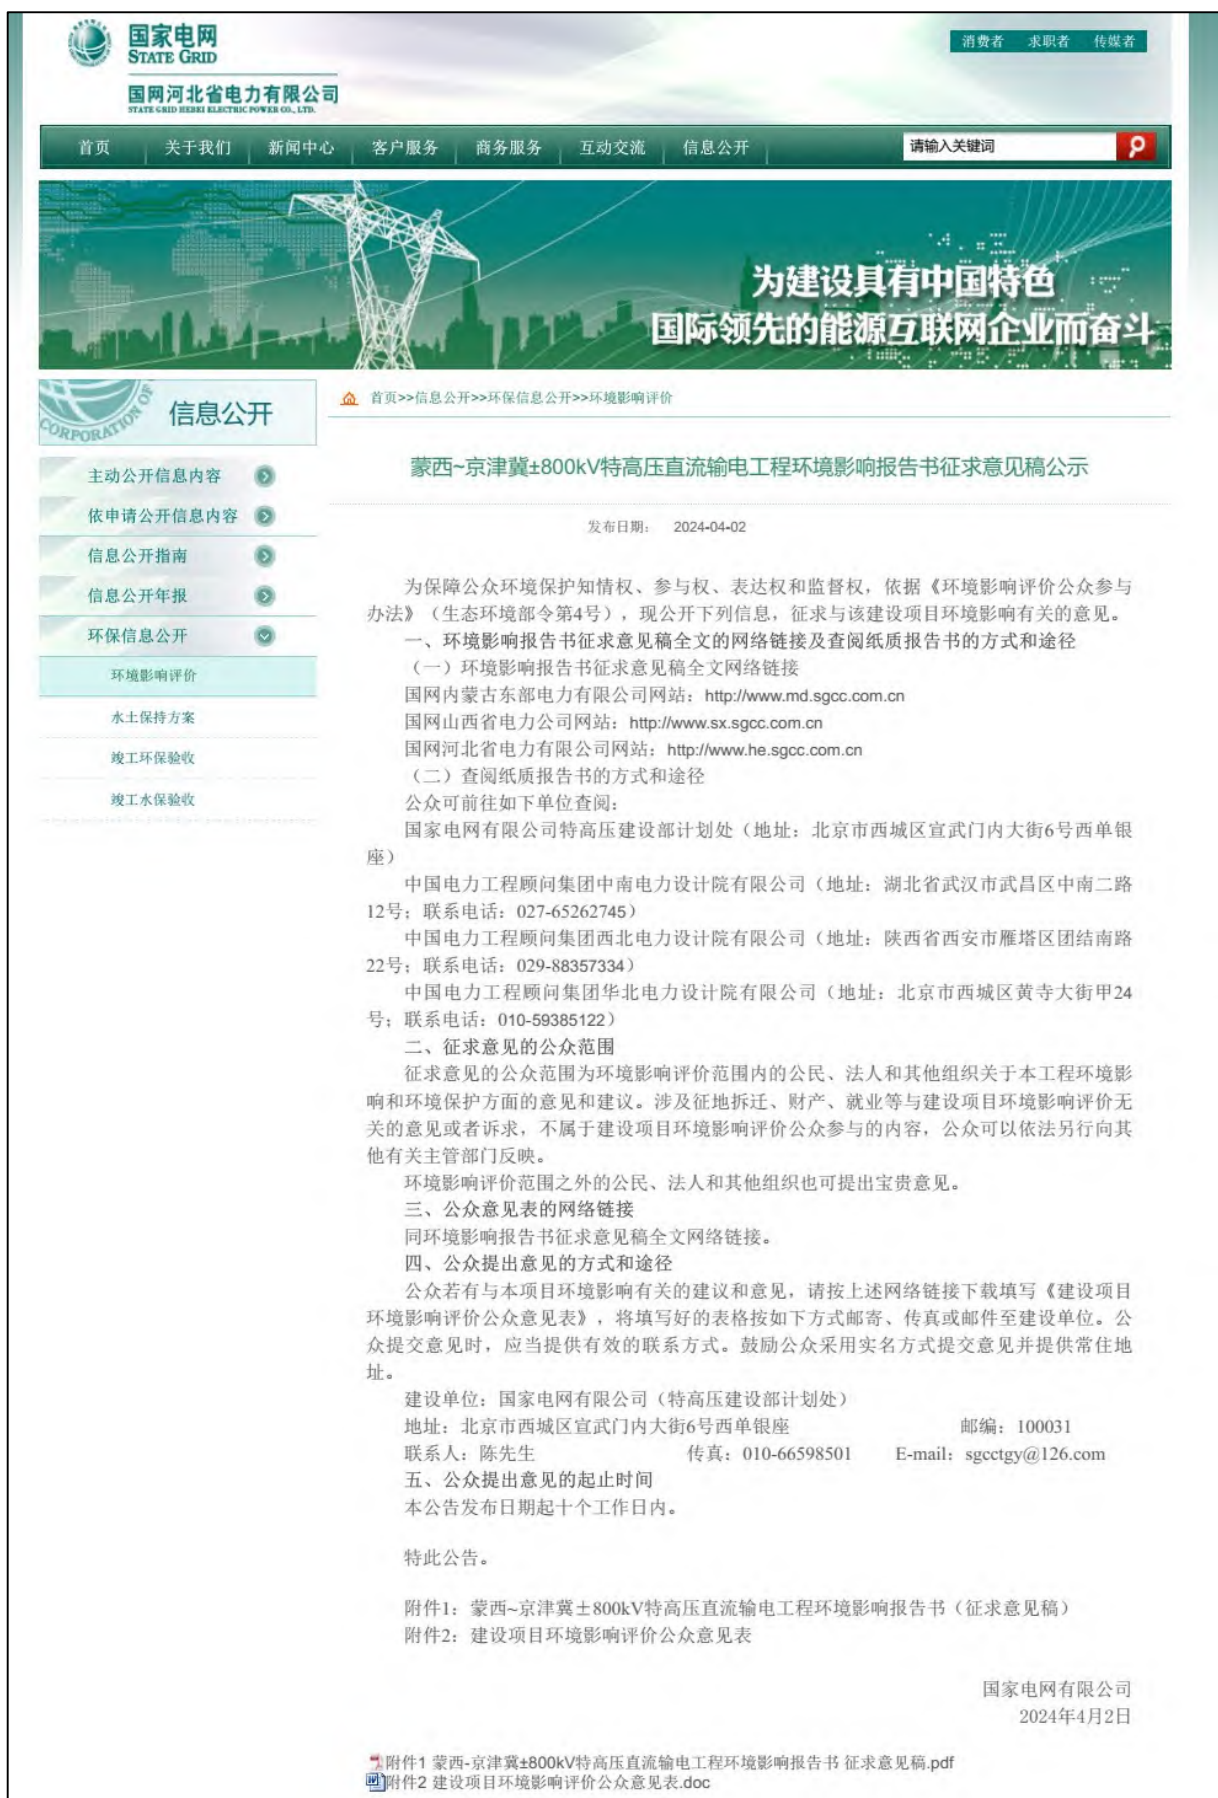 国家电网
STATE GRID
国网河北省电力有限公司
STATE GRID HEBEI ELECTRIC POWER CO., LTD.
消费者 求职者 传媒者
首页 关于我们 新闻中心 客户服务 商务服务 互动交流 信息公开 请输入关键词
为建设具有中国特色
国际领先的能源互联网企业而奋斗
CORPORATION OF
信息公开
主动公开信息内容
依申请公开信息内容
信息公开指南
信息公开年报
环保信息公开
环境影响评价
水土保持方案
竣工环保验收
竣工水保验收
首页>>信息公开>>环保信息公开>>环境影响评价
蒙西~京津冀±800kV特高压直流输电工程环境影响报告书征求意见稿公示
发布日期： 2024-04-02
为保障公众环境保护知情权、参与权、表达权和监督权，依据《环境影响评价公众参与
办法》（生态环境部令第4号），现公开下列信息，征求与该建设项目环境影响有关的意见。
一、环境影响报告书征求意见稿全文的网络链接及查阅纸质报告书的方式和途径
（一）环境影响报告书征求意见稿全文网络链接
国网内蒙古东部电力有限公司网站：http://www.md.sgcc.com.cn
国网山西省电力公司网站：http://www.sx.sgcc.com.cn
国网河北省电力有限公司网站：http://www.he.sgcc.com.cn
（二）查阅纸质报告书的方式和途径
公众可前往如下单位查阅：
国家电网有限公司特高压建设部计划处（地址：北京市西城区宣武门内大街6号西单银
座）
中国电力工程顾问集团中南电力设计院有限公司（地址：湖北省武汉市武昌区中南二路
12号；联系电话：027-65262745）
中国电力工程顾问集团西北电力设计院有限公司（地址：陕西省西安市雁塔区团结南路
22号；联系电话：029-88357334）
中国电力工程顾问集团华北电力设计院有限公司（地址：北京市西城区黄寺大街甲24
号；联系电话：010-59385122）
二、征求意见的公众范围
征求意见的公众范围为环境影响评价范围内的公民、法人和其他组织关于本工程环境影
响和环境保护方面的意见和建议。涉及征地拆迁、财产、就业等与建设项目环境影响评价无
关的意见或者诉求，不属于建设项目环境影响评价公众参与的内容，公众可以依法另行向其
他有关主管部门反映。
环境影响评价范围之外的公民、法人和其他组织也可提出宝贵意见。
三、公众意见表的网络链接
同环境影响报告书征求意见稿全文网络链接。
四、公众提出意见的方式和途径
公众若有与本项目环境影响有关的建议和意见，请按上述网络链接下载填写《建设项目
环境影响评价公众意见表》，将填写好的表格按如下方式邮寄、传真或邮件至建设单位。公
众提交意见时，应当提供有效的联系方式。鼓励公众采用实名方式提交意见并提供常住地
址。
建设单位：国家电网有限公司（特高压建设部计划处）
地址：北京市西城区宣武门内大街6号西单银座 邮编：100031
联系人：陈先生 传真：010-66598501 E-mail：sgcctgy@126.com
五、公众提出意见的起止时间
本公告发布日期起十个工作日内。
特此公告。
附件1：蒙西~京津冀±800kV特高压直流输电工程环境影响报告书（征求意见稿）
附件2：建设项目环境影响评价公众意见表
国家电网有限公司
2024年4月2日
附件1 蒙西-京津冀±800kV特高压直流输电工程环境影响报告书 征求意见稿.pdf
附件2 建设项目环境影响评价公众意见表.doc